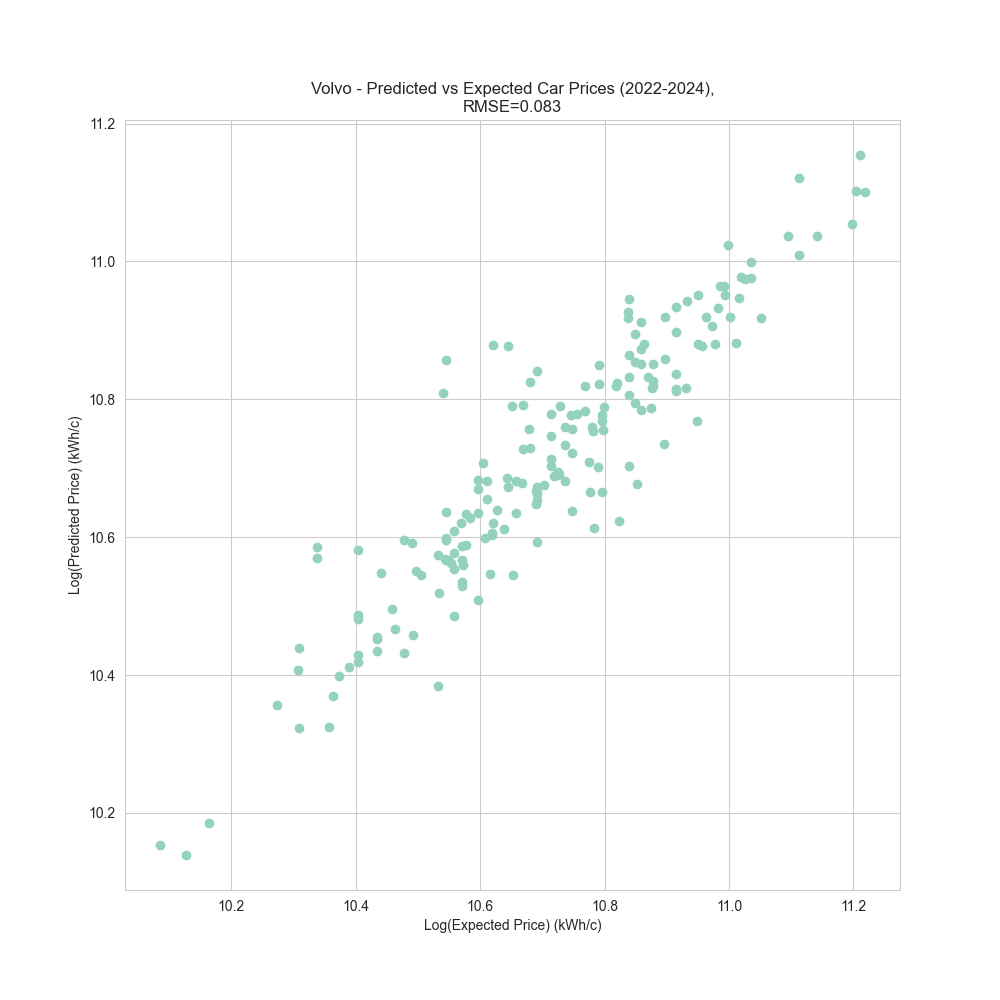 Volvo - Predicted vs Expected Car Prices (2022-2024),
RMSE=0.083
11.2
11.0
10.8
10.6
10.4
10.2
Log(Predicted Price) (kWh/c)
10.2 10.4 10.6 10.8 11.0 11.2
Log(Expected Price) (kWh/c)